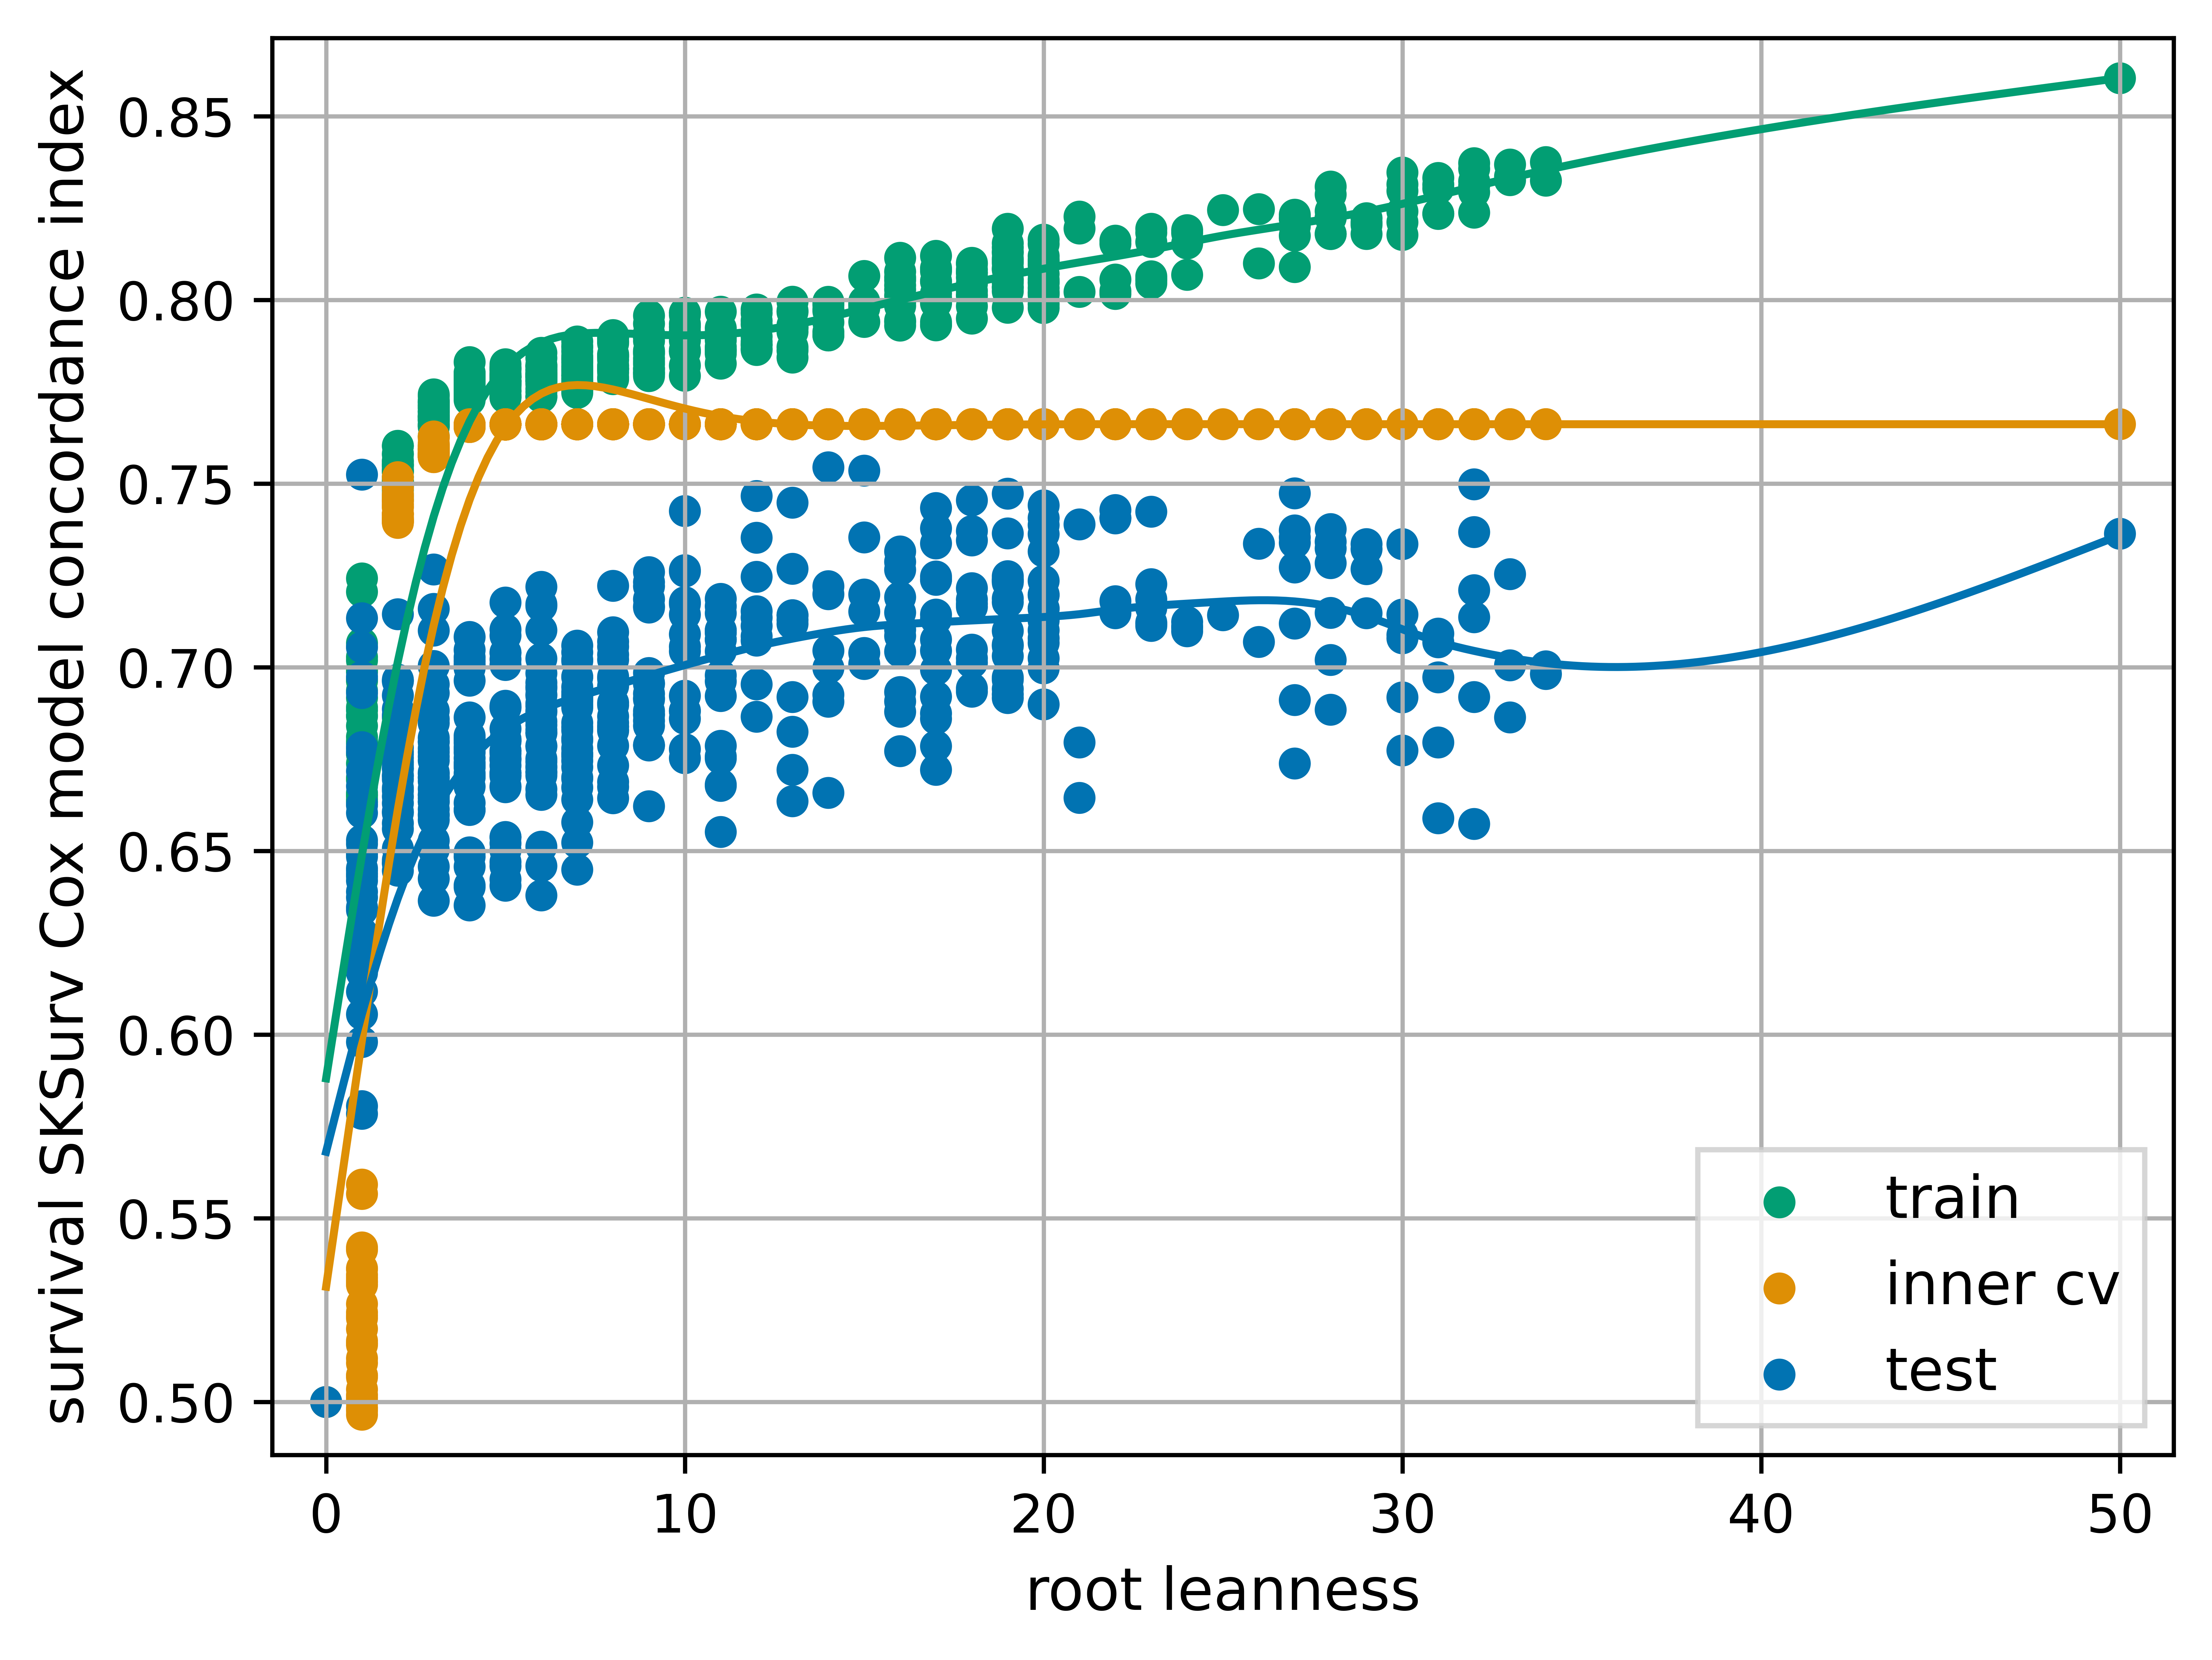 survival SKSurv Cox model concordance index
0.85
0.80
0.75
0.70
0.65
0.60
0.55
0.50
train
inner cv
test
0 10 20 30 40 50
root leanness